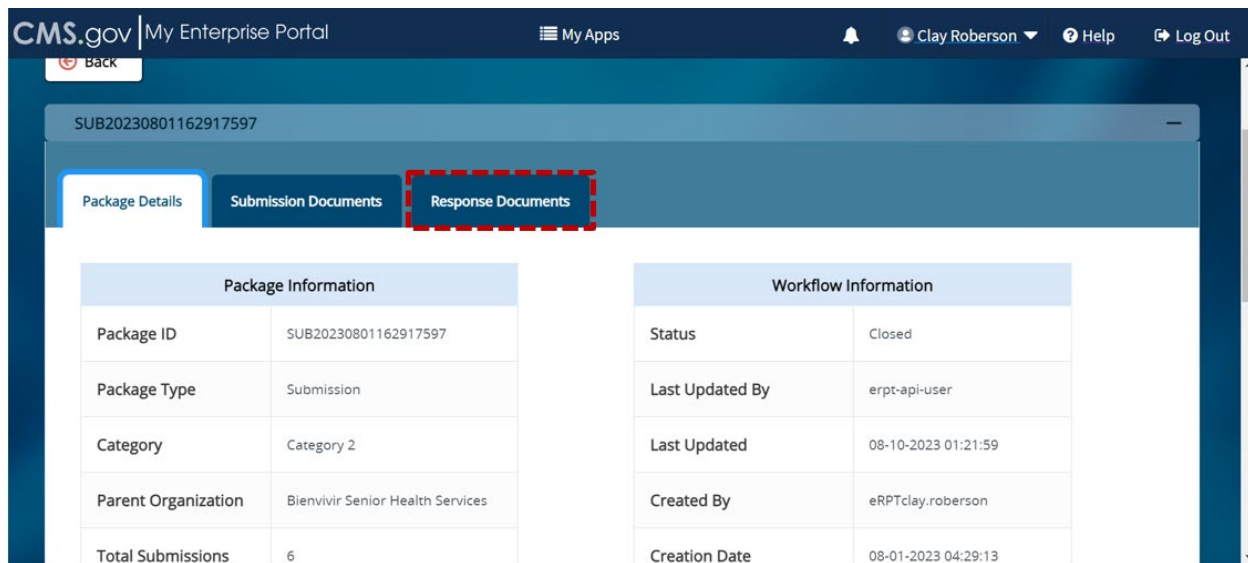 CMS.gov My Enterprise Portal My Apps Clay Roberson Help Log Out
Back
SUB20230801162917597
Package Details Submission Documents Response Documents
Package Information Workflow Information
Package ID SUB20230801162917597 Status Closed
Package Type Submission Last Updated By erpt-api-user
Category Category 2 Last Updated 08-10-2023 01:21:59
Parent Organization Bienvivir Senior Health Services Created By eRPTclay.roberson
Total Submissions 6 Creation Date 08-01-2023 04:29:13